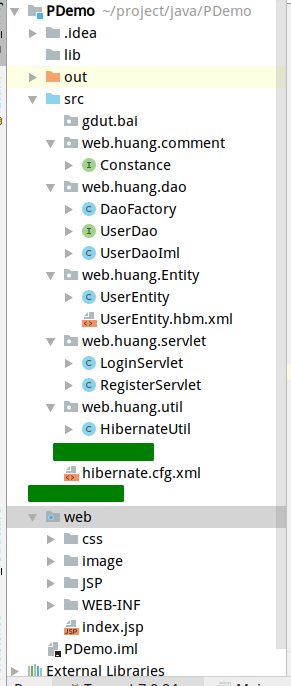 PDemo ~/project/java/PDemo
.idea
lib
out
src
gdut.bai
web.huang.comment
Constance
web.huang.dao
DaoFactory
UserDao
UserDaoIml
web.huang.Entity
UserEntity
UserEntity.hbm.xml
web.huang.servlet
LoginServlet
RegisterServlet
web.huang.util
HibernateUtil
hibernate.cfg.xml
web
css
image
JSP
WEB-INF
index.jsp
PDemo.iml
External Libraries